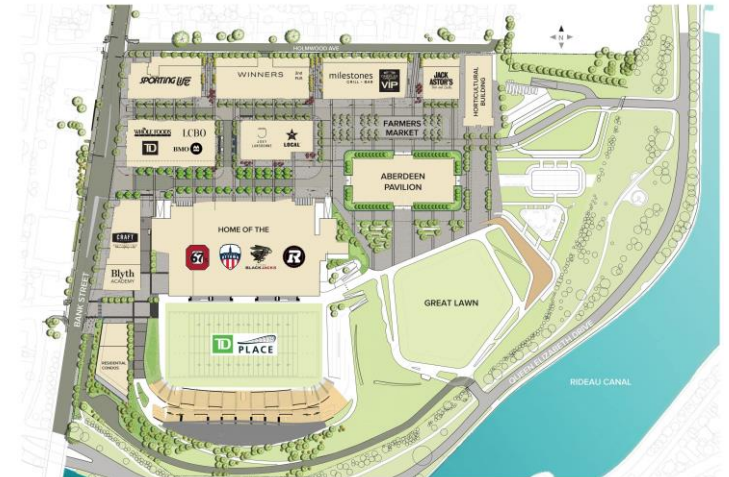 HOLMWOOD AVE
N
SPORTING LIFE
WINNERS
milestones
GRILL + BAR
VIP
JACK
ASTOR'S
HORTICULTURAL
BUILDING
WHOLE FOODS
LCBO
TD
BMO
JOEY
LANSDOWNE
LOCAL
FARMERS
MARKET
ABERDEEN
PAVILION
HOME OF THE
67
BLACKJACKS
R
CRAFT
Blyth
ACADEMY
BANK STREET
GREAT LAWN
TD PLACE
RESIDENTIAL
CONDOS
QUEEN ELIZABETH DRIVE
RIDEAU CANAL